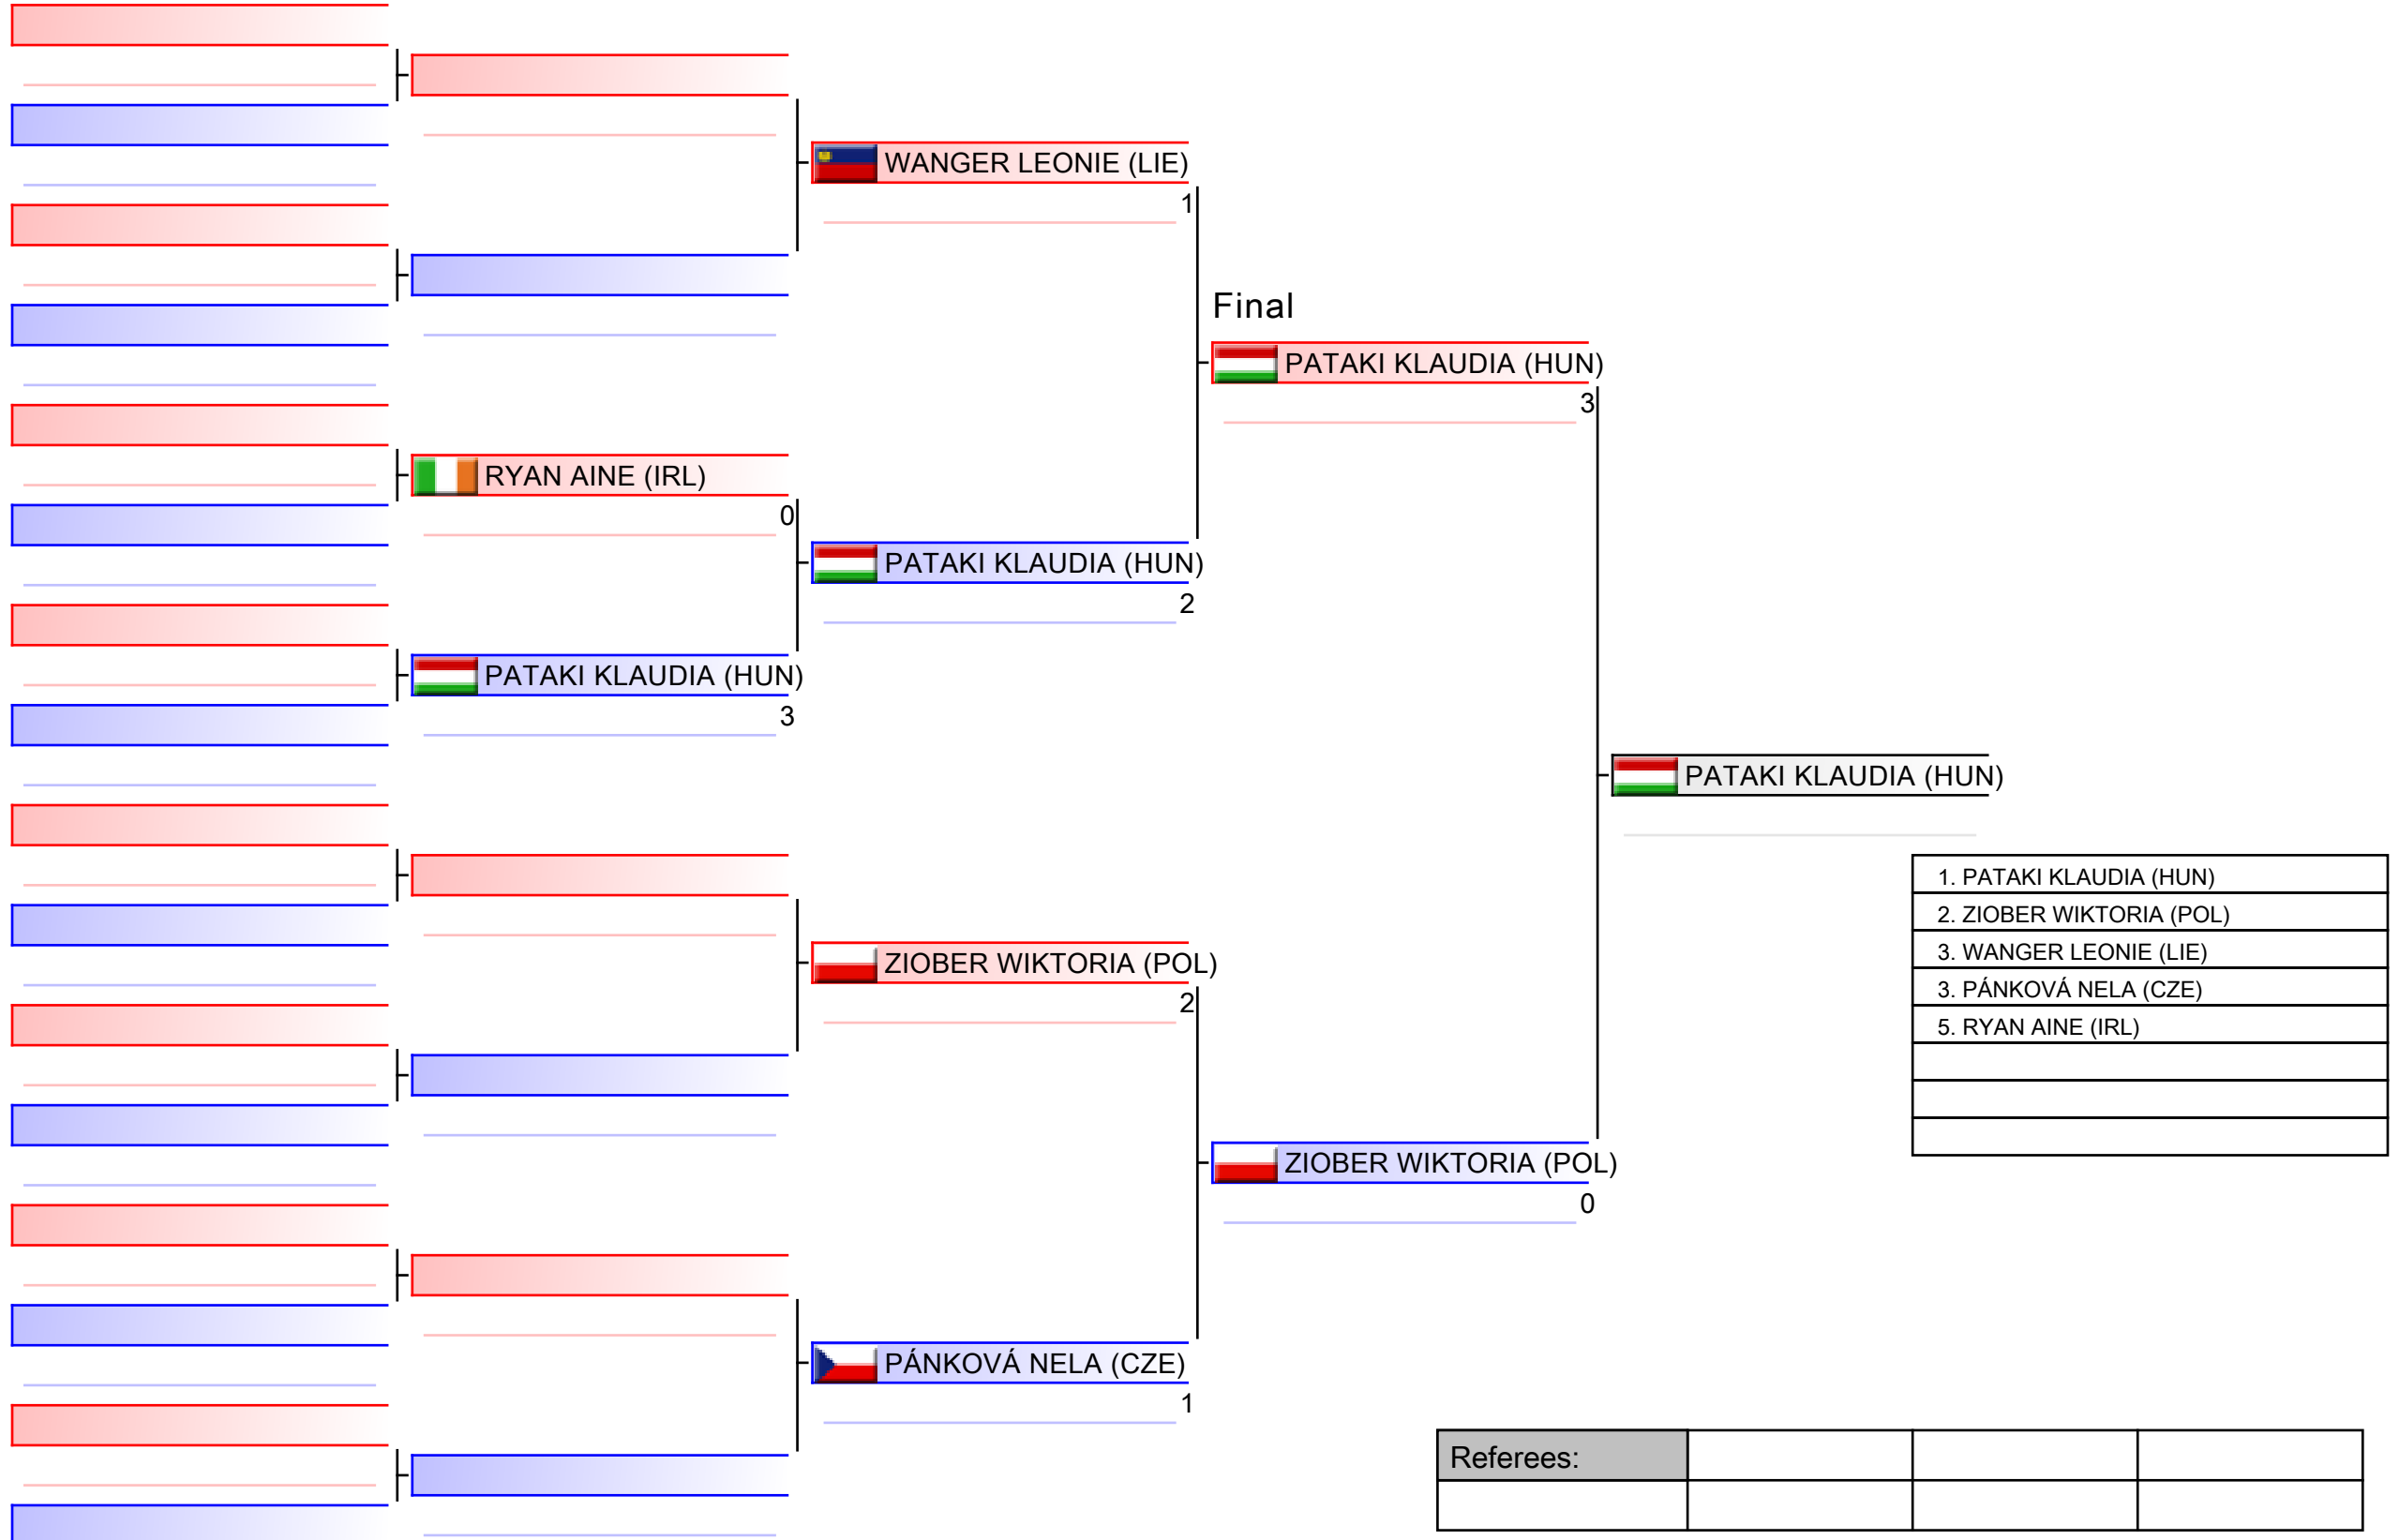 WANGER LEONIE (LIE)
1
Final
PATAKI KLAUDIA (HUN)
3
RYAN AINE (IRL)
0
PATAKI KLAUDIA (HUN)
2
PATAKI KLAUDIA (HUN)
3
PATAKI KLAUDIA (HUN)
1. PATAKI KLAUDIA (HUN)
2. ZIOBER WIKTORIA (POL)
3. WANGER LEONIE (LIE)
3. PÁNKOVÁ NELA (CZE)
5. RYAN AINE (IRL)
ZIOBER WIKTORIA (POL)
2
ZIOBER WIKTORIA (POL)
0
PÁNKOVÁ NELA (CZE)
1
Referees: